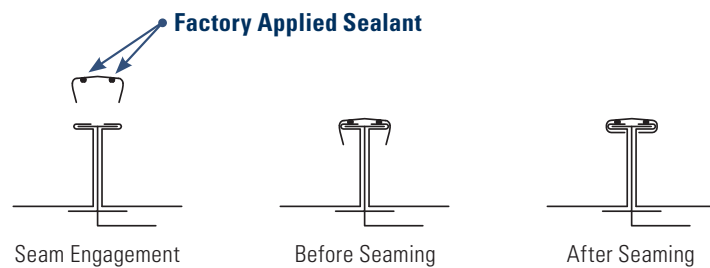 Factory Applied Sealant
Seam Engagement
Before Seaming
After Seaming